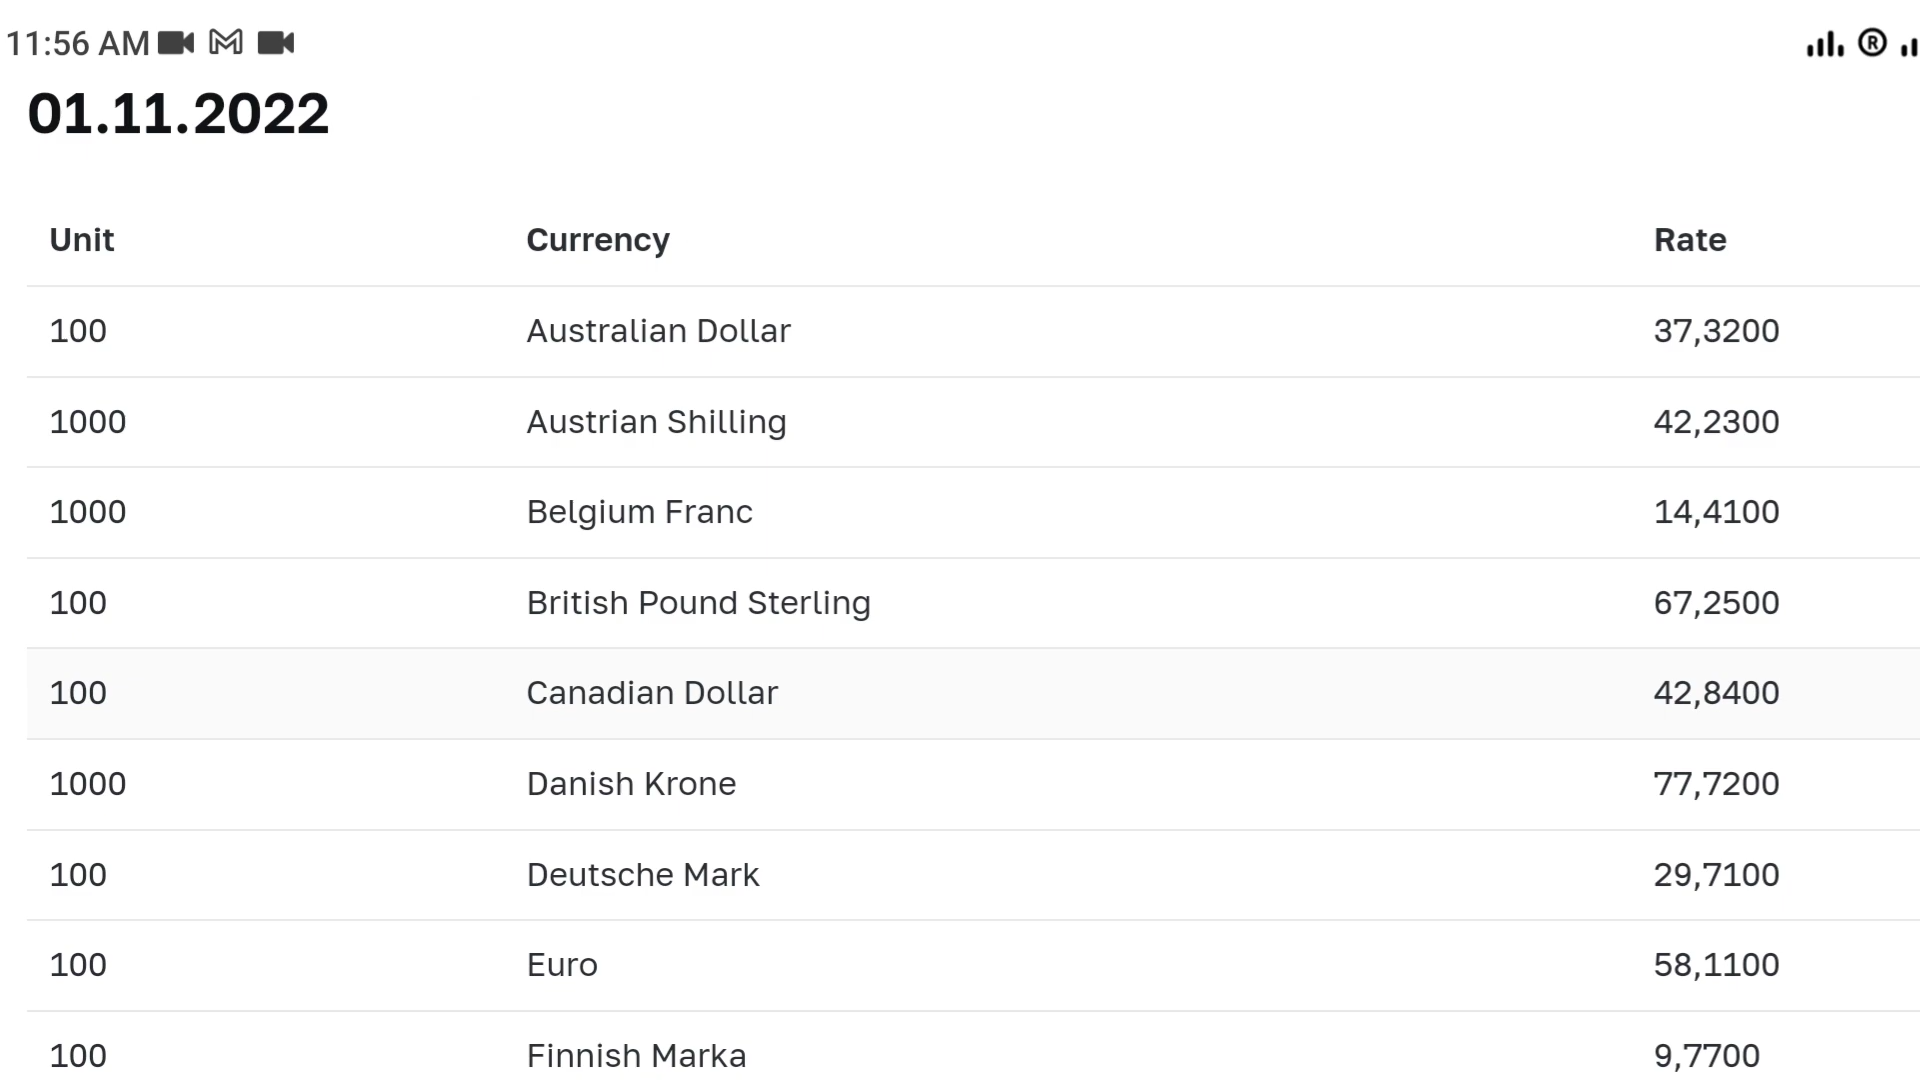 11:56 AM
01.11.2022
Unit Currency Rate
100 Australian Dollar 37,3200
1000 Austrian Shilling 42,2300
1000 Belgium Franc 14,4100
100 British Pound Sterling 67,2500
100 Canadian Dollar 42,8400
1000 Danish Krone 77,7200
100 Deutsche Mark 29,7100
100 Euro 58,1100
100 Finnish Marka 9,7700